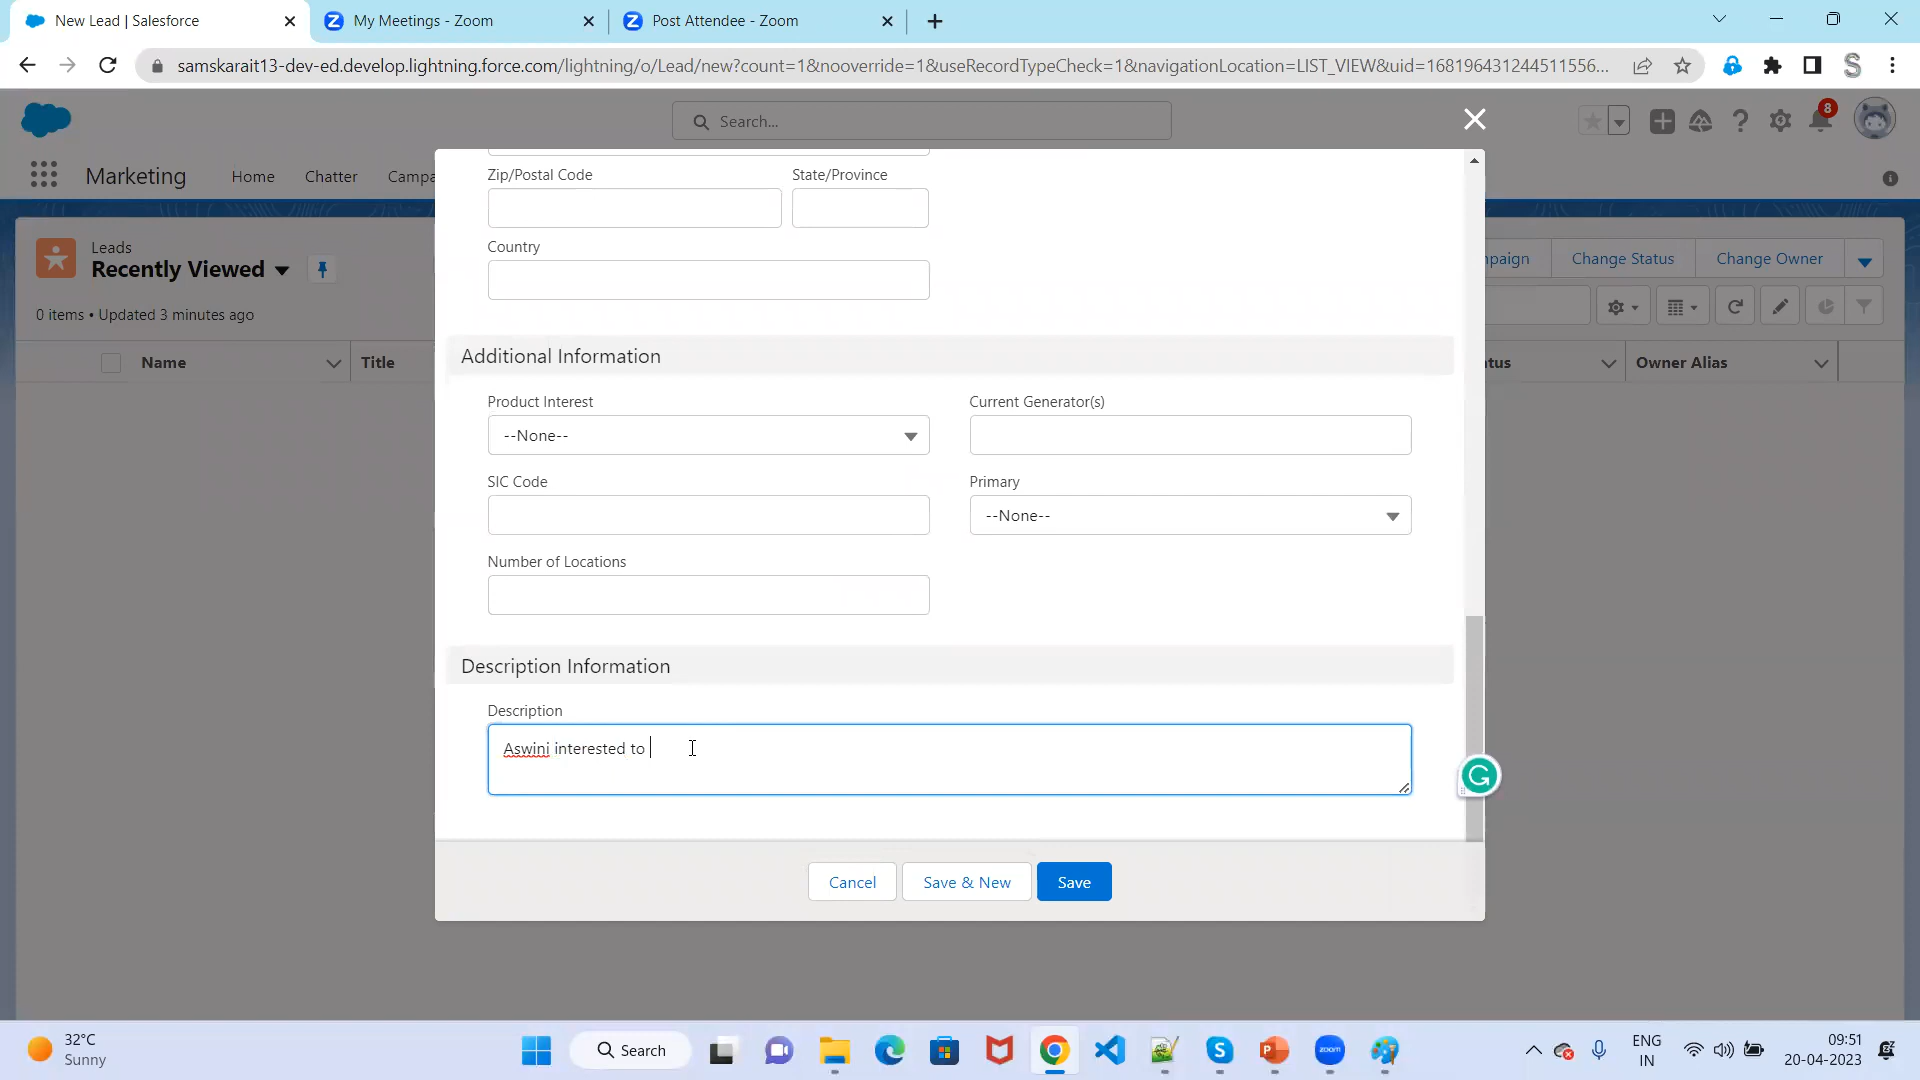 New Lead | Salesforce
My Meetings - Zoom
Post Attendee - Zoom
samskarait13-dev-ed.develop.lightning.force.com/lightning/o/Lead/new?count=1&nooverride=1&useRecordTypeCheck=1&navigationLocation=LIST_VIEW&uid=168196431244511556...
Search...
8
Marketing
Home
Chatter
Campa
Leads
Recently Viewed
0 items • Updated 3 minutes ago
paign
Change Status
Change Owner
Name
Title
tus
Owner Alias
Zip/Postal Code
State/Province
Country
Additional Information
Product Interest
Current Generator(s)
--None--
SIC Code
Primary
--None--
Number of Locations
Description Information
Description
Aswini interested to
Cancel
Save & New
Save
32°C
Sunny
Search
zoom
ENG
IN
09:51
20-04-2023